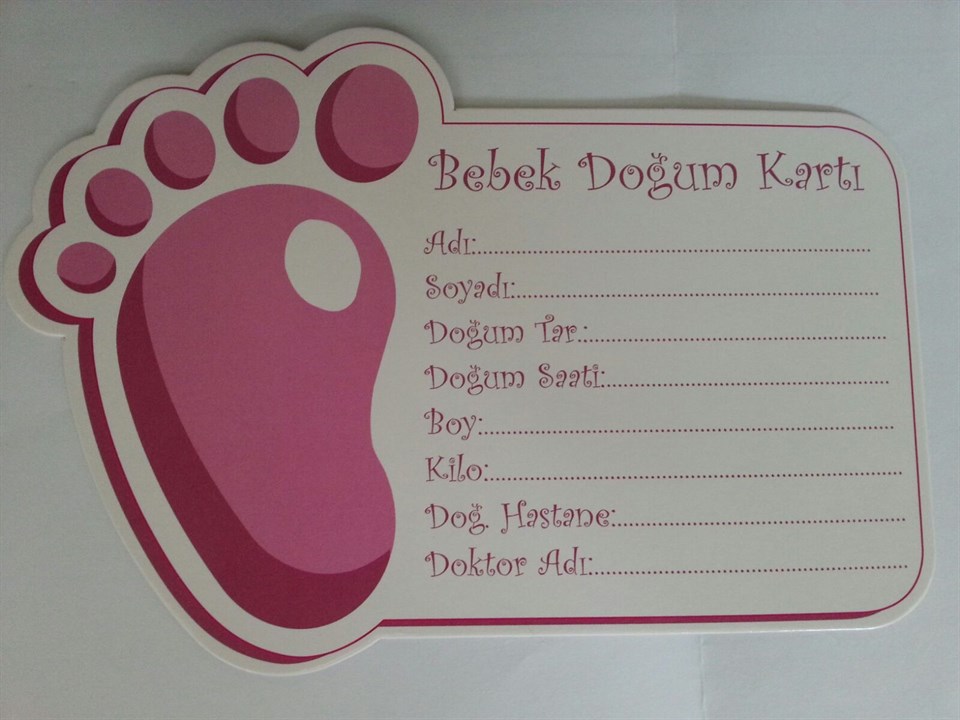 Bebek Doğum Kartı
Adı:..............................................................................
Soyadı:.........................................................................
Doğum Tar.:.............................................................
Doğum Saati:.........................................................
Boy:..................................................................................
Kilo:..................................................................................
Doğ. Hastane:..........................................................
Doktor Adı:...............................................................